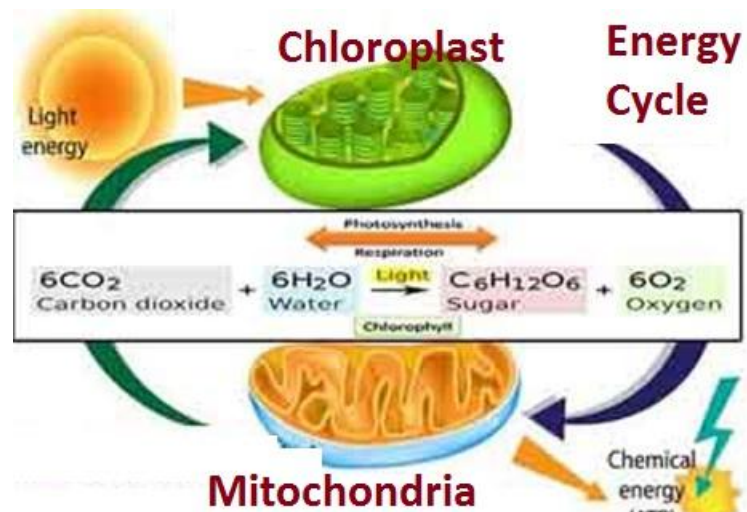 Chloroplast
Energy
Cycle
Light
energy
Photosynthesis
Respiration
6CO₂ + 6H₂O Light C₆H₁₂O₆ + 6O₂
Carbon dioxide Water Sugar Oxygen
Chlorophyll
Mitochondria
Chemical
energy